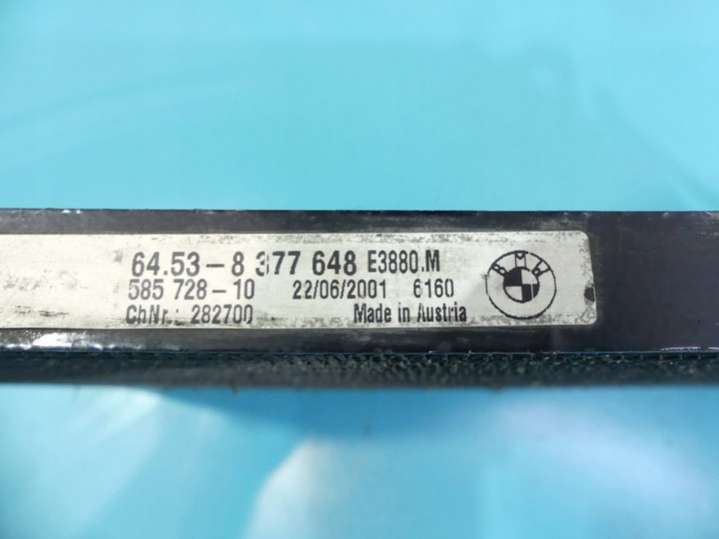 64.53-8 377 648 E3880.M
585 728-10 22/06/2001 6160
ChNr.: 282700 Made in Austria
BMW